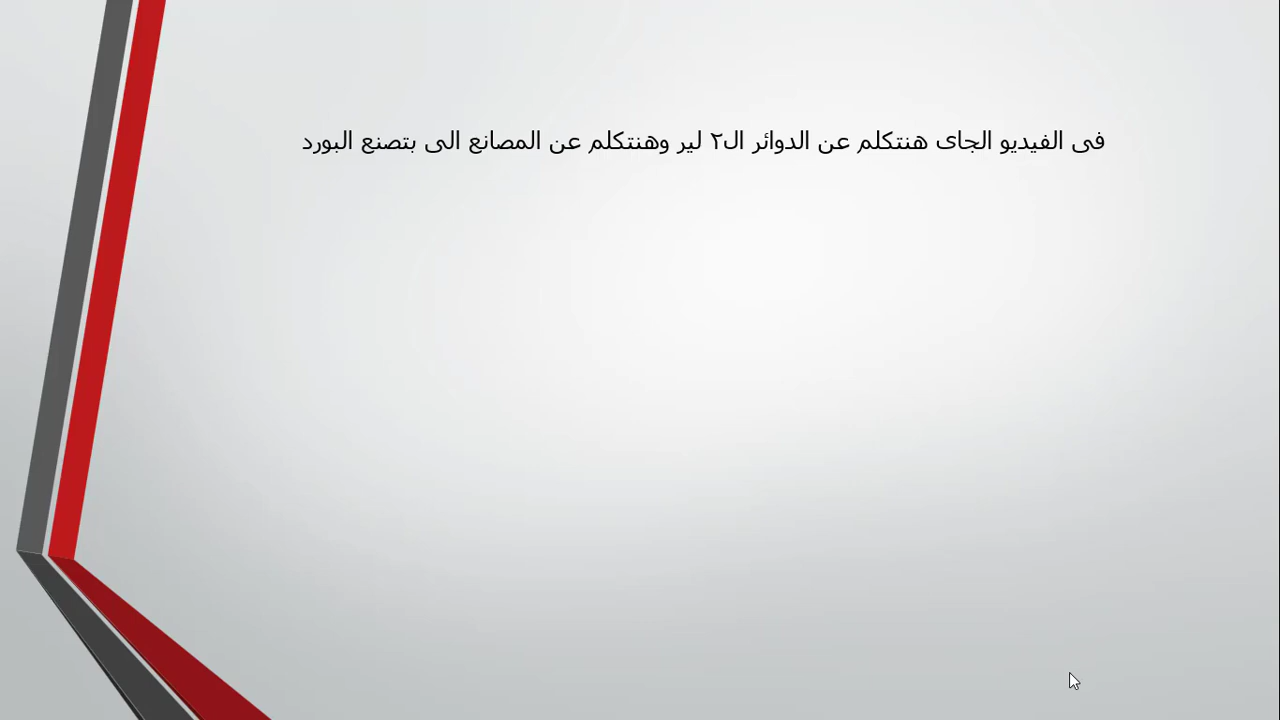 فى الفيديو الجاى هنتكلم عن الدوائر ال٢ لير وهنتكلم عن المصانع الى بتصنع البورد